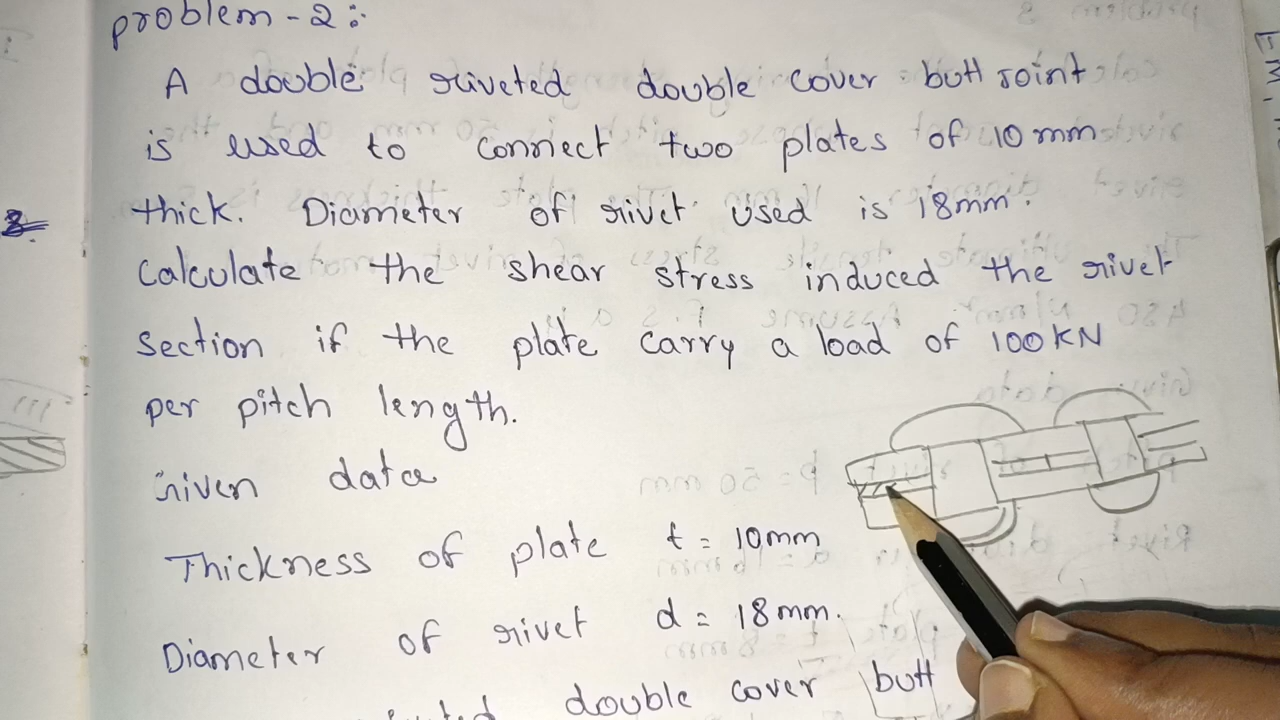 problem - 2 :
A double riveted double cover butt Joint
is used to connect two plates of 10 mm
thick. Diameter of rivet used is 18mm.
Calculate the shear stress induced the rivet
section if the plate carry a load of 100 KN
per pitch length.
Given data
Thickness of plate t = 10mm
Diameter of rivet d = 18mm.
double cover butt